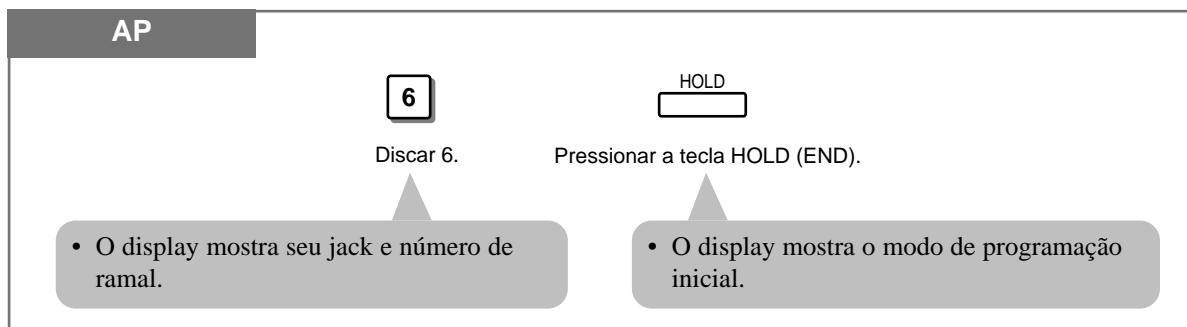 AP
6
HOLD
Discar 6.
Pressionar a tecla HOLD (END).
• O display mostra seu jack e número de
ramal.
• O display mostra o modo de programação
inicial.